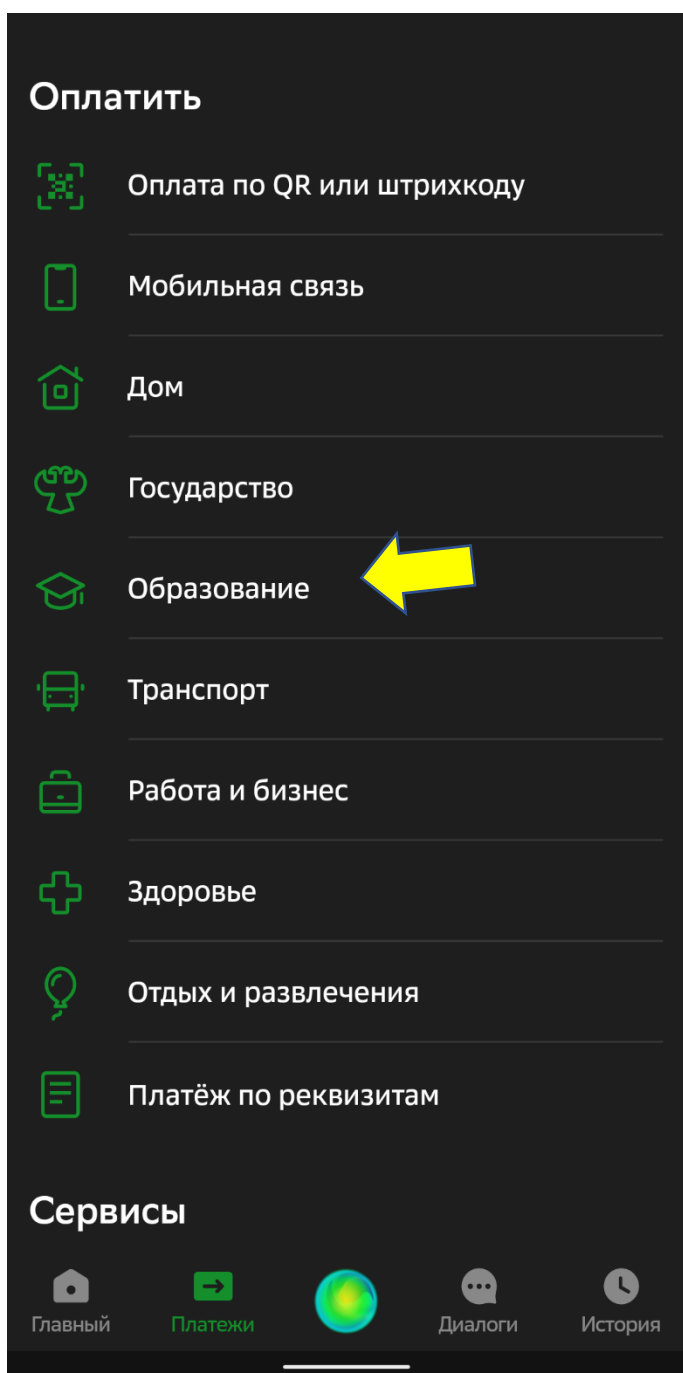 Оплатить
Оплата по QR или штрихкоду
Мобильная связь
Дом
Государство
Образование
Транспорт
Работа и бизнес
Здоровье
Отдых и развлечения
Платёж по реквизитам
Сервисы
Главный Платежи Диалоги История